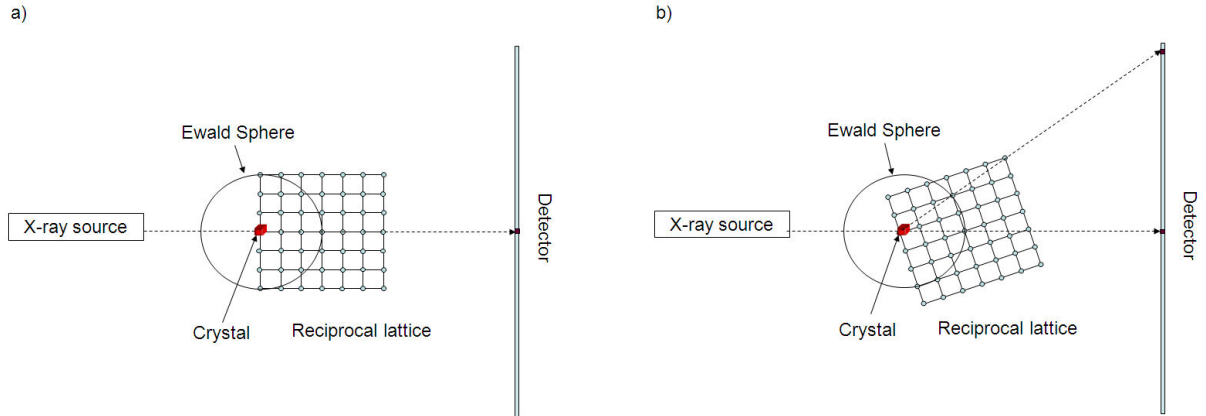 a)
Ewald Sphere
X-ray source
Detector
Crystal
Reciprocal lattice
b)
Ewald Sphere
X-ray source
Detector
Crystal
Reciprocal lattice